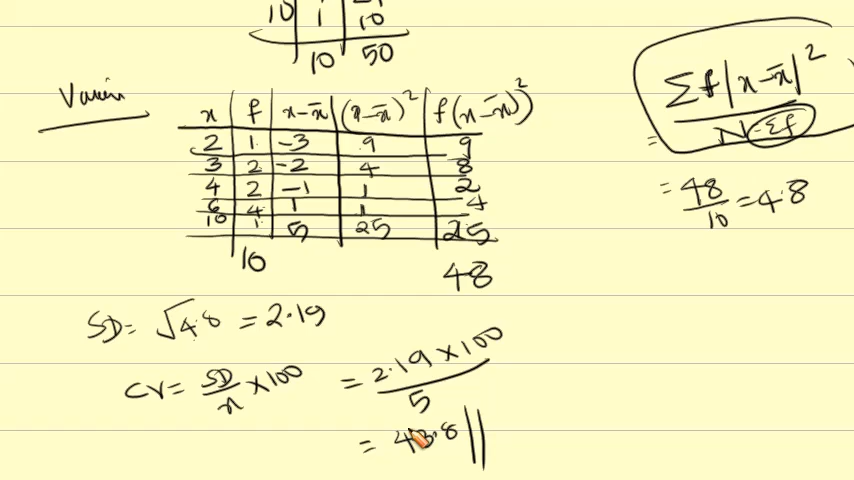 10 | 1 | 10
10 | 50
x | f | x-x̄ | (x-x̄)² | f(x-x̄)²
2 | 1 | -3 | 9 | 9
3 | 2 | -2 | 4 | 8
4 | 2 | -1 | 1 | 2
6 | 4 | 1 | 1 | 4
10 | 1 | 5 | 25 | 25
10 | 48
= Σf|x-x̄|² / N=Σf
= 48/10 = 4.8
SD = √4.8 = 2.19
CV = SD/x × 100 = 2.19 × 100 / 5
= 43.8 ||